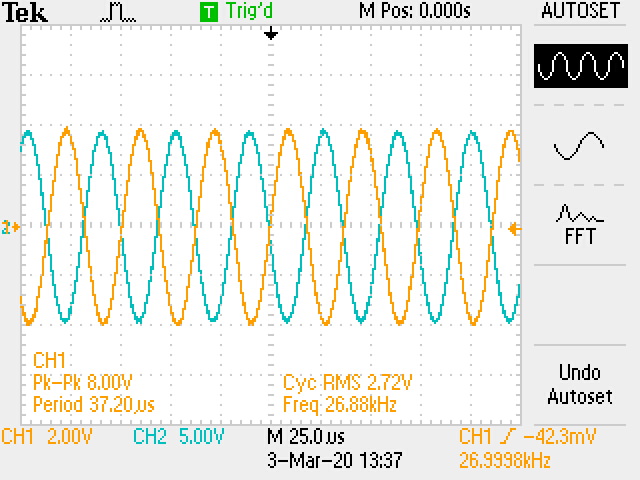 Tek T Trig'd M Pos: 0.000s AUTOSET
2
FFT
CH1
Pk-Pk 8.00V Cyc RMS 2.72V
Period 37.20us Freq 26.88kHz
Undo
Autoset
CH1 2.00V CH2 5.00V M 25.0us CH1 -42.3mV
3-Mar-20 13:37 26.9998kHz